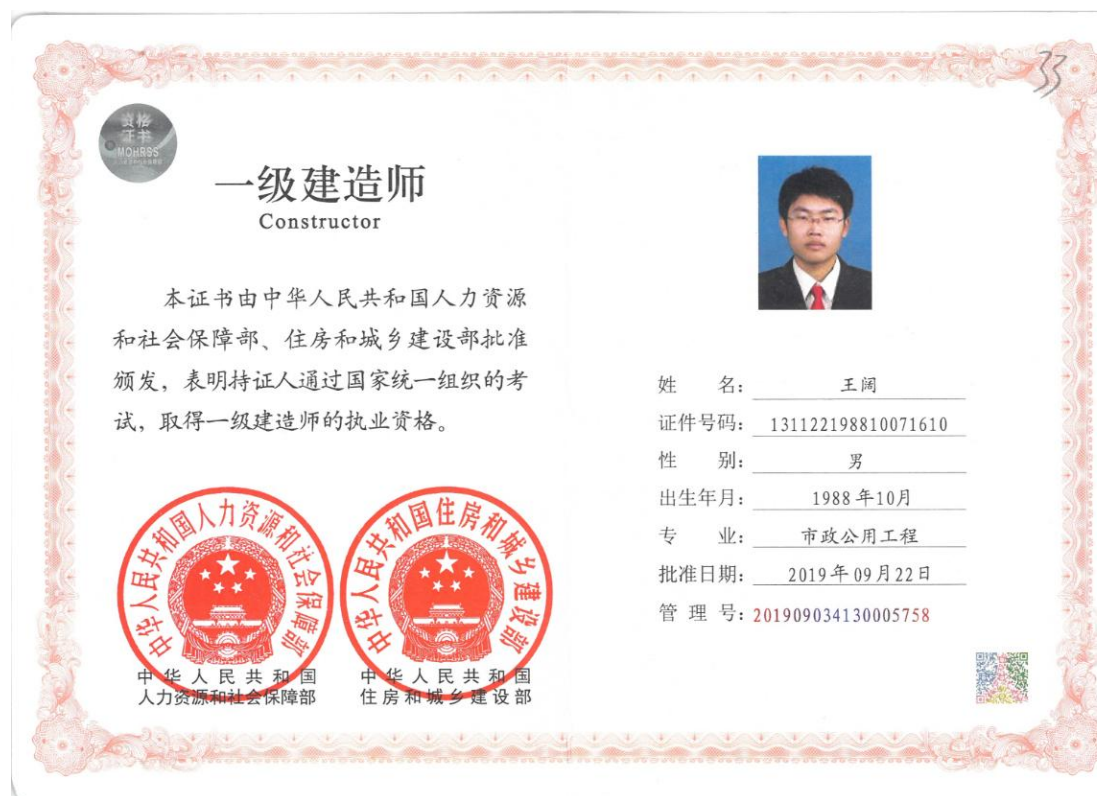 33
资格
证书
MOHRSS
一级建造师
Constructor
本证书由中华人民共和国人力资源
和社会保障部、住房和城乡建设部批准
颁发，表明持证人通过国家统一组织的考
试，取得一级建造师的执业资格。
中华人民共和国人力资源和社会保障部
中华人民共和国住房和城乡建设部
中华人民共和国
人力资源和社会保障部
中华人民共和国
住房和城乡建设部
姓 名： 王阔
证件号码： 131122198810071610
性 别： 男
出生年月： 1988年10月
专 业： 市政公用工程
批准日期： 2019年09月22日
管 理 号： 201909034130005758